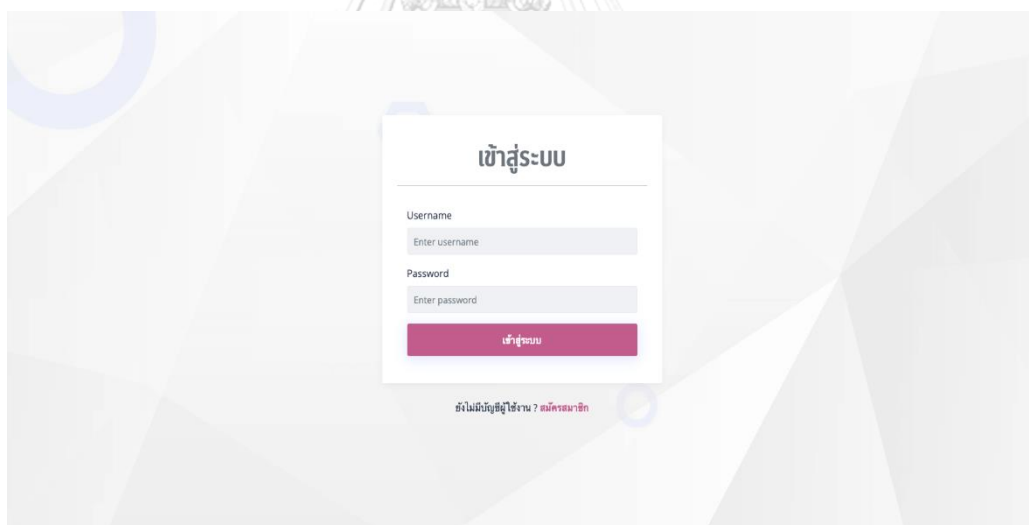 เข้าสู่ระบบ
Username
Enter username
Password
Enter password
เข้าสู่ระบบ
ยังไม่มีบัญชีผู้ใช้งาน ? สมัครสมาชิก